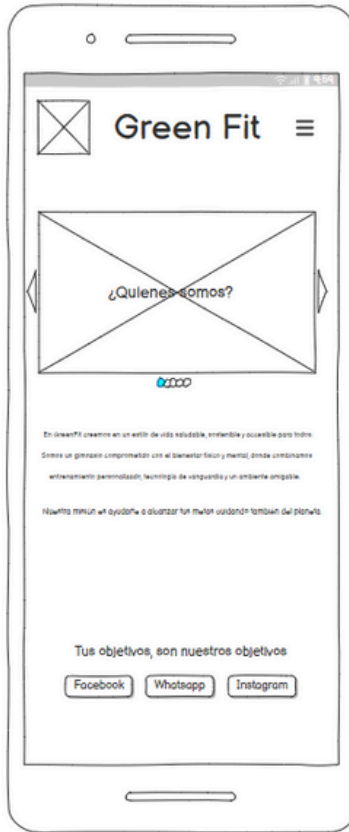 4:59
Green Fit
¿Quienes somos?
En GreenFit creemos en un estilo de vida saludable, sostenible y accesible para todos.
Somos un gimnasio comprometido con el bienestar físico y mental, donde combinamos
entrenamiento personalizado, tecnología de vanguardia y un ambiente amigable.
Nuestra misión es ayudarte a alcanzar tus metas cuidando también del planeta.
Tus objetivos, son nuestros objetivos
Facebook Whatsapp Instagram